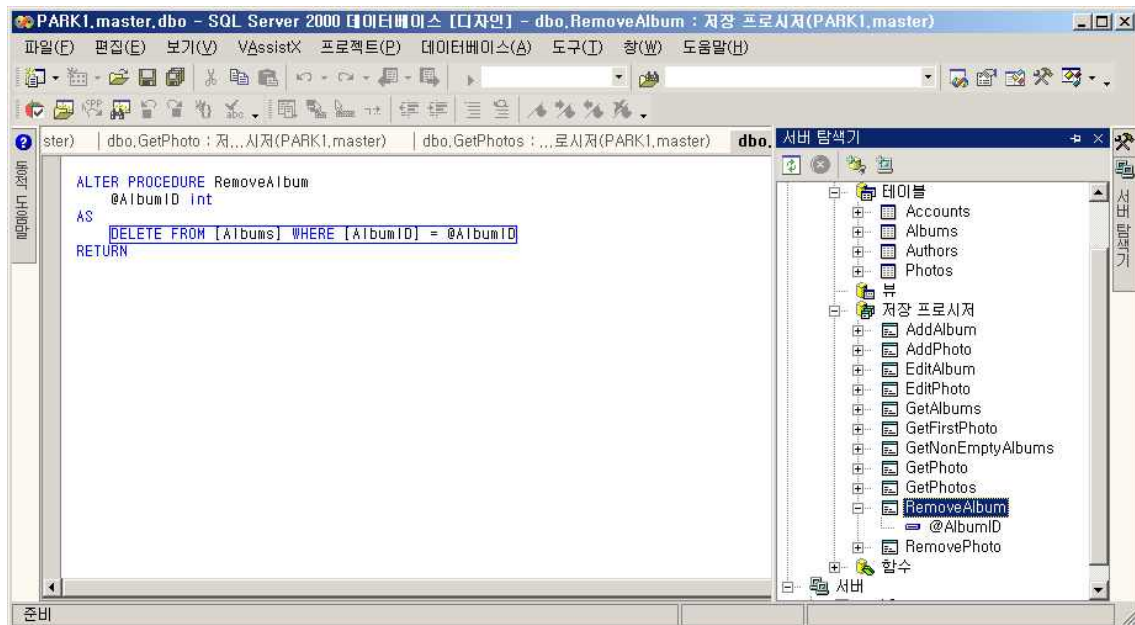 PARK1.master.dbo - SQL Server 2000 데이터베이스 [디자인] - dbo.RemoveAlbum : 저장 프로시저(PARK1.master)
파일(F) 편집(E) 보기(V) VAssistX 프로젝트(P) 데이터베이스(A) 도구(T) 창(W) 도움말(H)
ster) dbo.GetPhoto : 저...시저(PARK1.master) dbo.GetPhotos : ...로시저(PARK1.master) dbo.
동적 도움말
ALTER PROCEDURE RemoveAlbum
@AlbumID int
AS
DELETE FROM [Albums] WHERE [AlbumID] = @AlbumID
RETURN
서버 탐색기
테이블
Accounts
Albums
Authors
Photos
뷰
저장 프로시저
AddAlbum
AddPhoto
EditAlbum
EditPhoto
GetAlbums
GetFirstPhoto
GetNonEmptyAlbums
GetPhoto
GetPhotos
RemoveAlbum
@AlbumID
RemovePhoto
함수
서버
서버 탐색기
준비